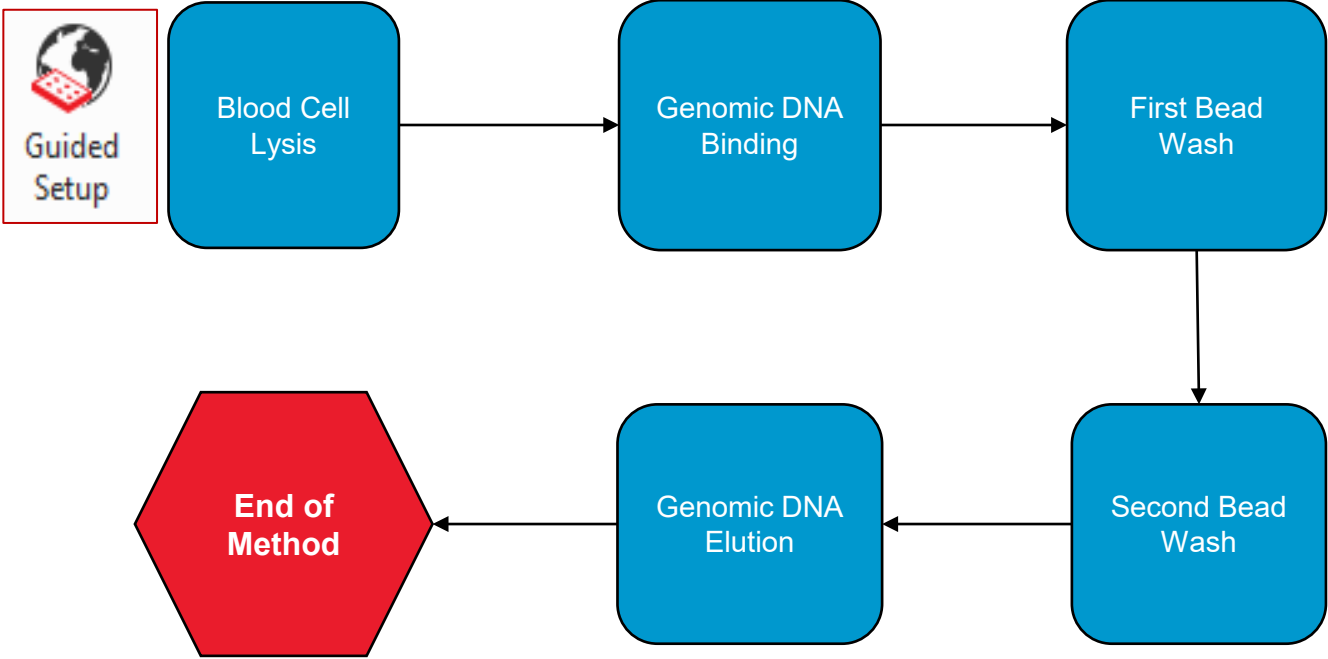 Guided
Setup
Blood Cell
Lysis
Genomic DNA
Binding
First Bead
Wash
Second Bead
Wash
Genomic DNA
Elution
End of
Method